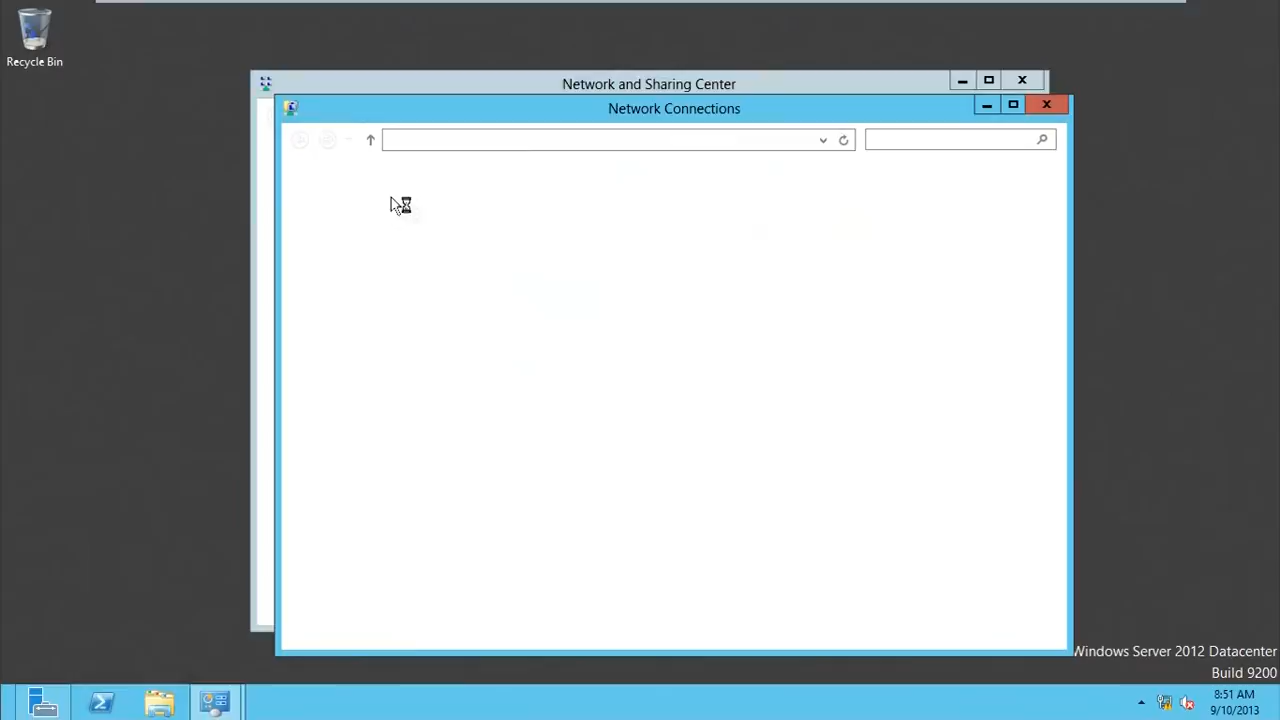 Recycle Bin
Network and Sharing Center
Network Connections
Windows Server 2012 Datacenter
Build 9200
8:51 AM
9/10/2013